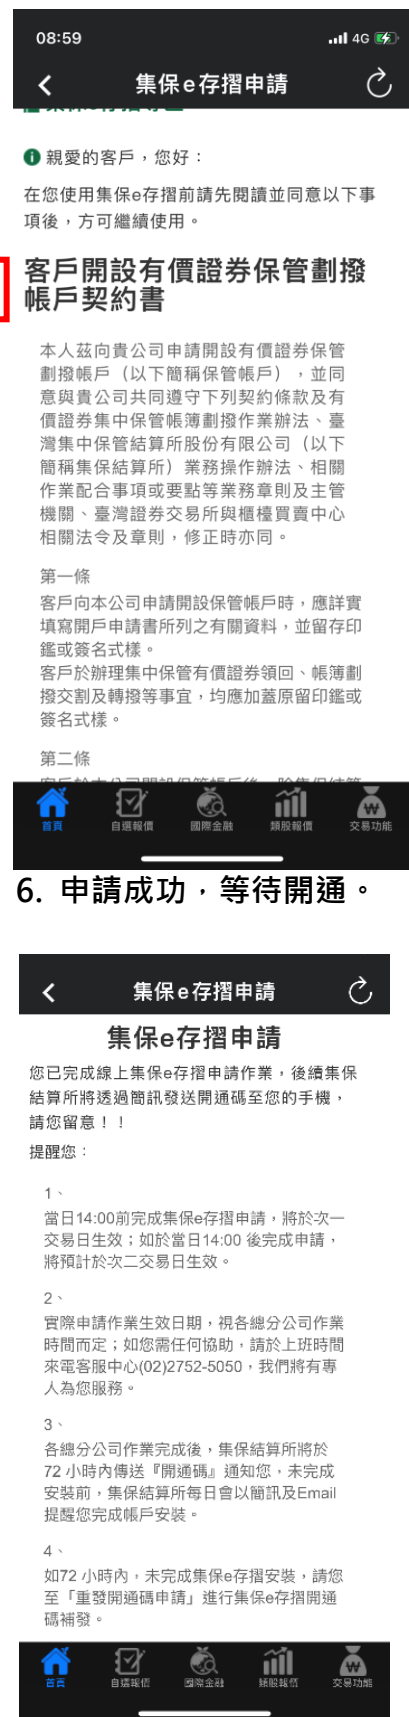 08:59
4G
集保e存摺申請
親愛的客戶，您好：
在您使用集保e存摺前請先閱讀並同意以下事
項後，方可繼續使用。
客戶開設有價證券保管劃撥
帳戶契約書
本人茲向貴公司申請開設有價證券保管
劃撥帳戶（以下簡稱保管帳戶），並同
意與貴公司共同遵守下列契約條款及有
價證券集中保管帳簿劃撥作業辦法、臺
灣集中保管結算所股份有限公司（以下
簡稱集保結算所）業務操作辦法、相關
作業配合事項或要點等業務章則及主管
機關、臺灣證券交易所與櫃檯買賣中心
相關法令及章則，修正時亦同。
第一條
客戶向本公司申請開設保管帳戶時，應詳實
填寫開戶申請書所列之有關資料，並留存印
鑑或簽名式樣。
客戶於辦理集中保管有價證券領回、帳簿劃
撥交割及轉撥等事宜，均應加蓋原留印鑑或
簽名式樣。
第二條
首頁 自選報價 國際金融 類股報價 交易功能
6. 申請成功，等待開通。
集保e存摺申請
集保e存摺申請
您已完成線上集保e存摺申請作業，後續集保
結算所將透過簡訊發送開通碼至您的手機，
請您留意！！
提醒您：
1、
當日14:00前完成集保e存摺申請，將於次一
交易日生效；如於當日14:00 後完成申請，
將預計於次二交易日生效。
2、
實際申請作業生效日期，視各總分公司作業
時間而定；如您需任何協助，請於上班時間
來電客服中心(02)2752-5050，我們將有專
人為您服務。
3、
各總分公司作業完成後，集保結算所將於
72 小時內傳送『開通碼』通知您，未完成
安裝前，集保結算所每日會以簡訊及Email
提醒您完成帳戶安裝。
4、
如72 小時內，未完成集保e存摺安裝，請您
至「重發開通碼申請」進行集保e存摺開通
碼補發。
首頁 自選報價 國際金融 類股報價 交易功能